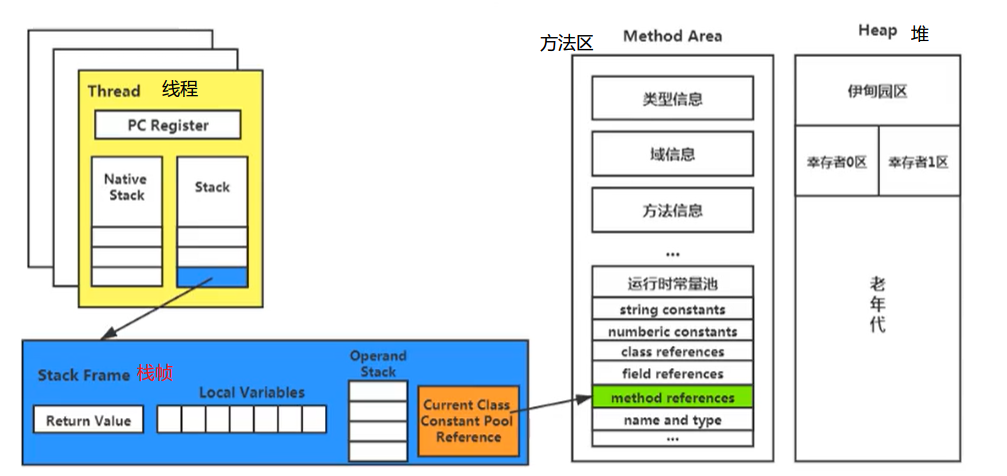 Thread 线程
PC Register
Native
Stack
Stack
Stack Frame 栈帧
Return Value
Local Variables
Operand
Stack
Current Class
Constant Pool
Reference
方法区 Method Area
类型信息
域信息
方法信息
...
运行时常量池
string constants
numberic constants
class references
field references
method references
name and type
...
Heap 堆
伊甸园区
幸存者0区
幸存者1区
老
年
代